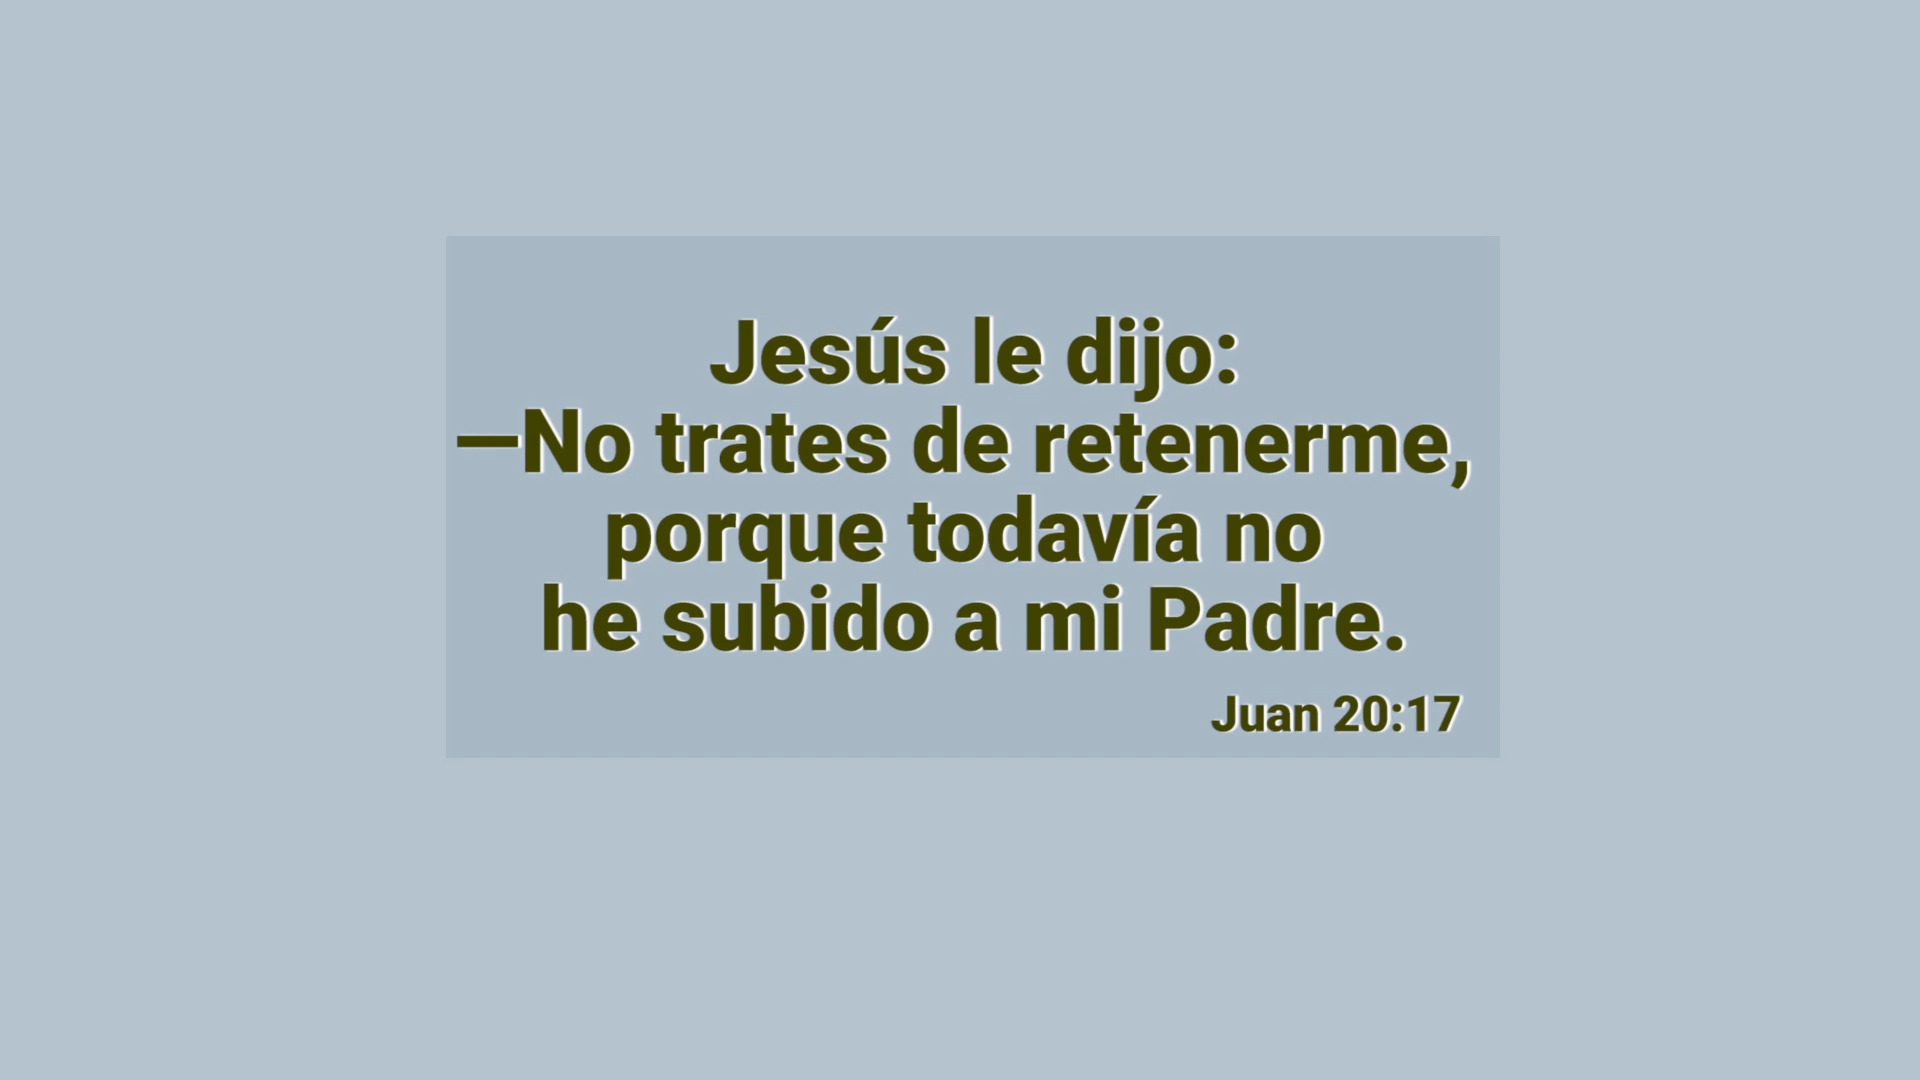 Jesús le dijo:
—No trates de retenerme,
porque todavía no
he subido a mi Padre.
Juan 20:17